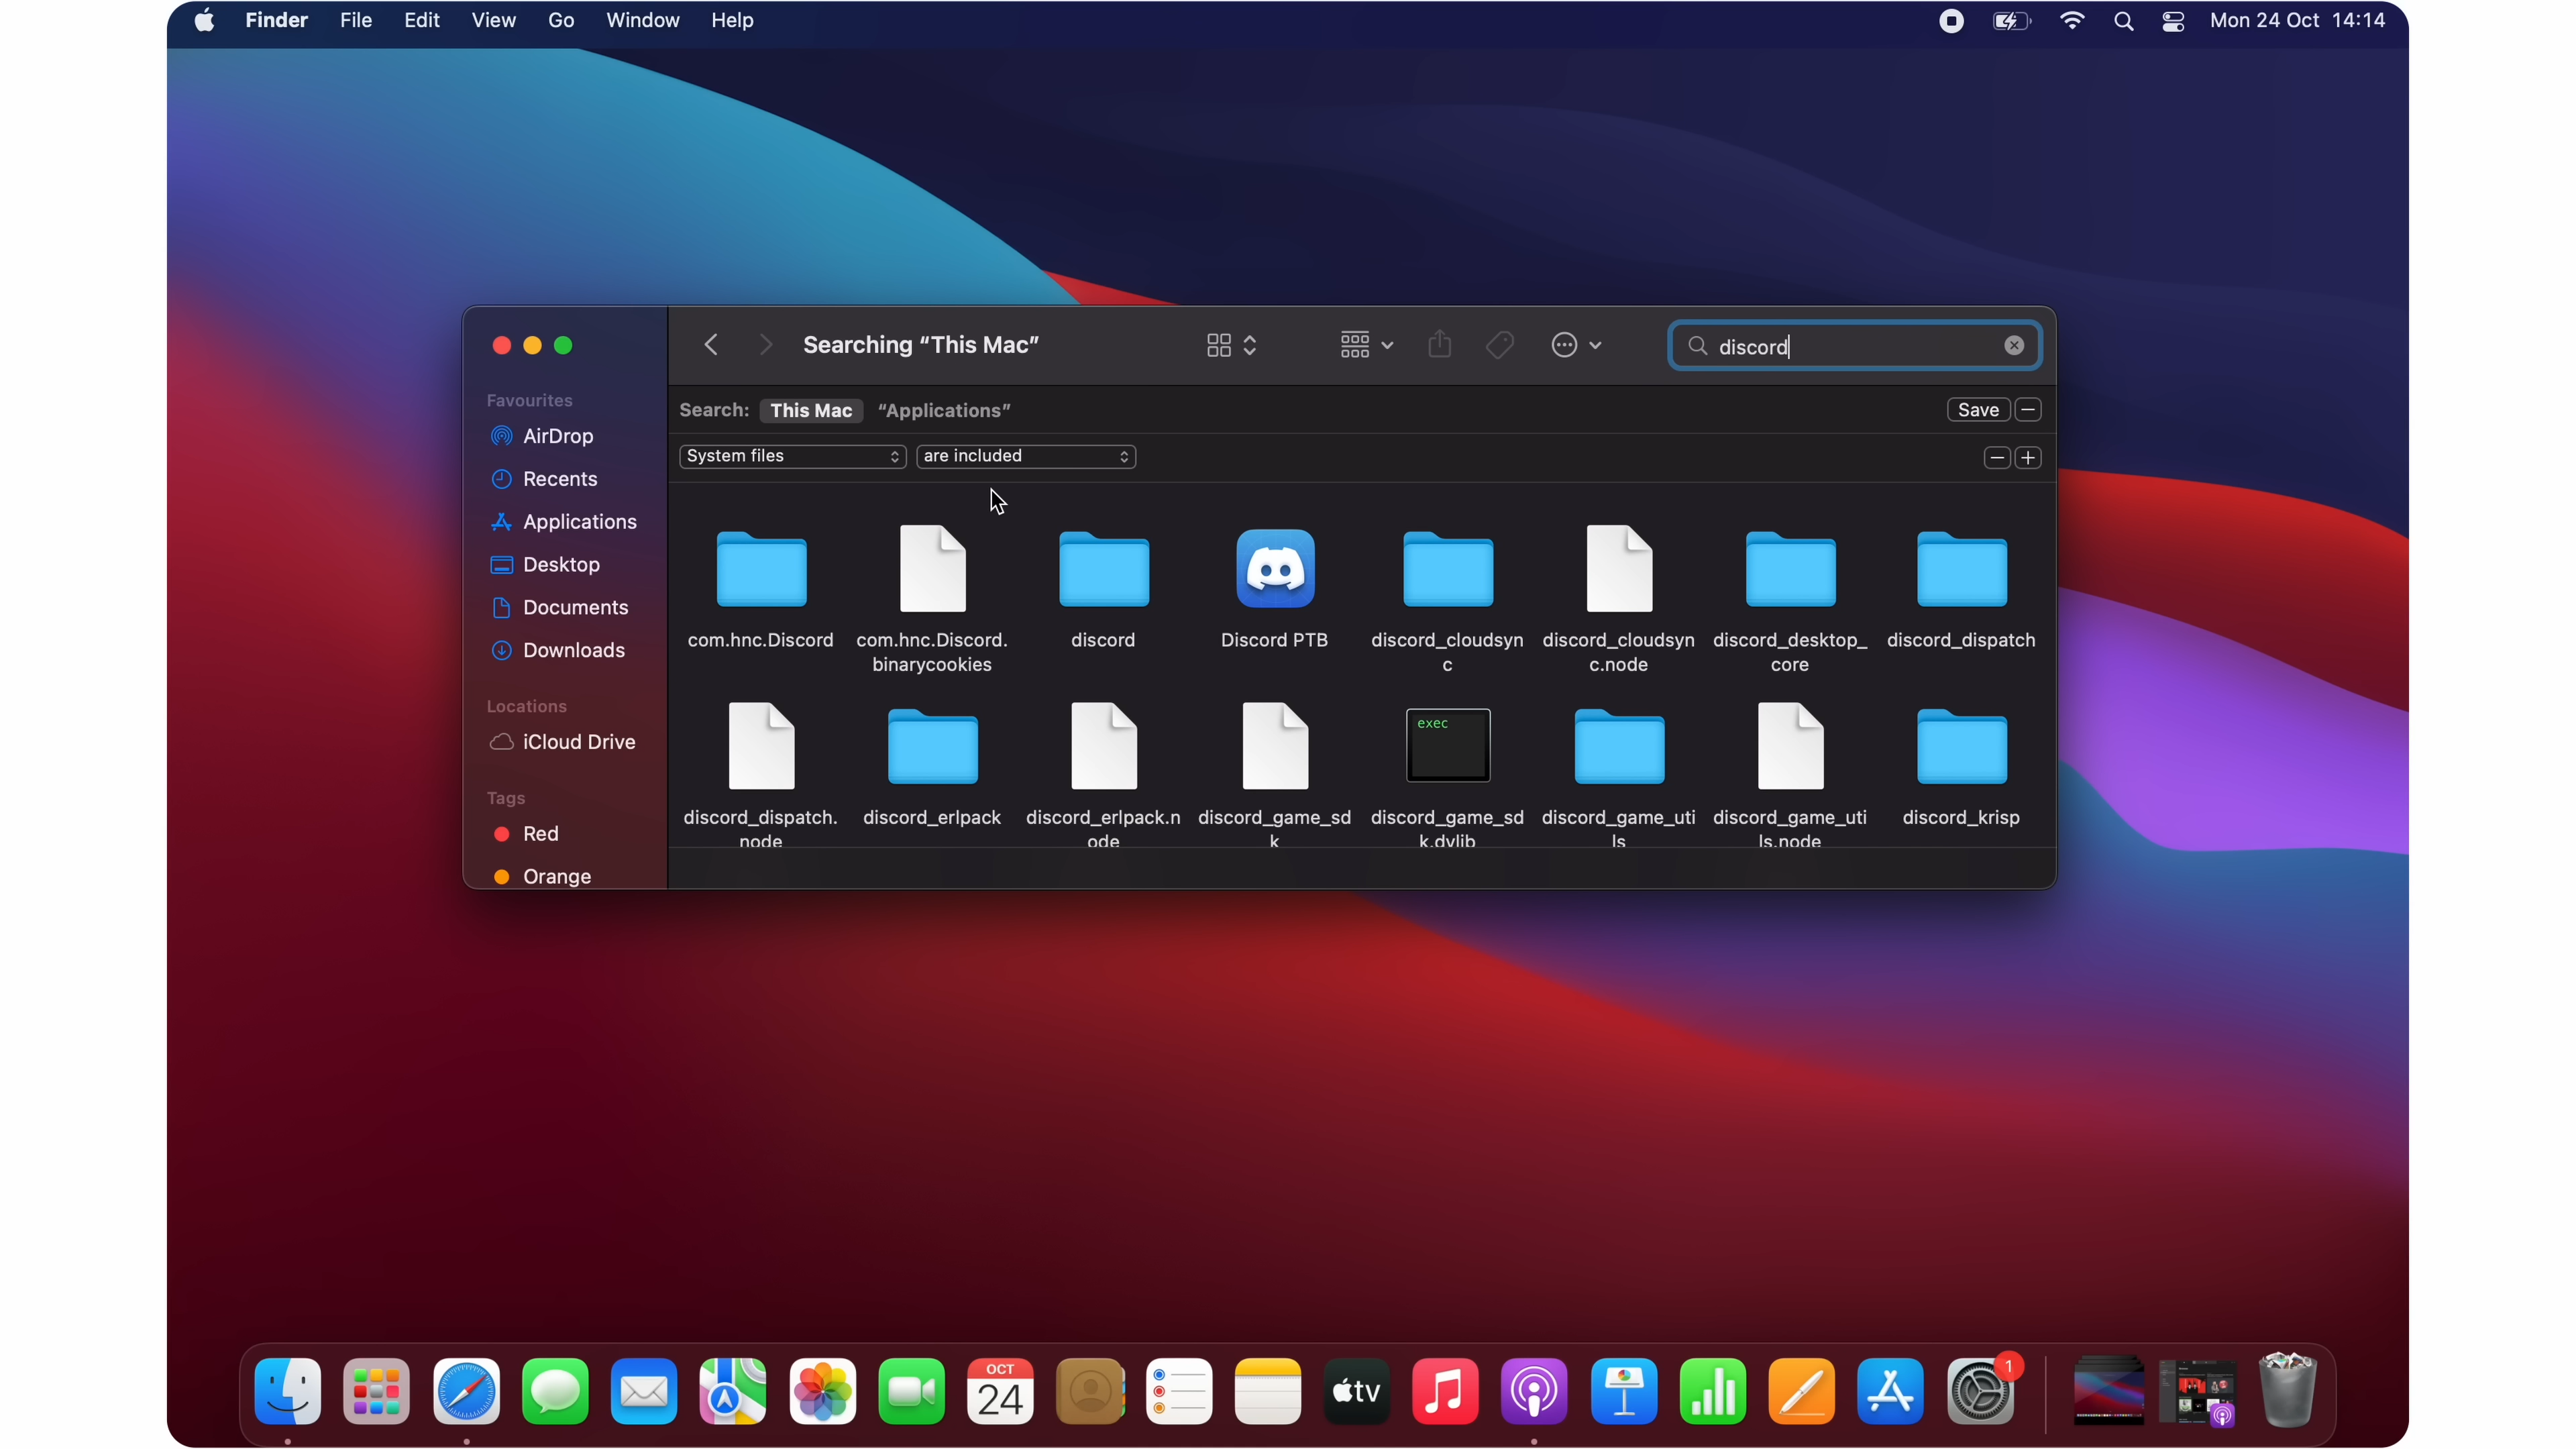 Finder File Edit View Go Window Help Mon 24 Oct 14:14
Searching “This Mac”
discord
Search: This Mac “Applications” Save
System files are included
Favourites
AirDrop
Recents
Applications
Desktop
Documents
Downloads
Locations
iCloud Drive
Tags
Red
Orange
com.hnc.Discord
com.hnc.Discord.
binarycookies
discord
Discord PTB
discord_cloudsyn
c
discord_cloudsyn
c.node
discord_desktop_
core
discord_dispatch
discord_dispatch.
node
discord_erlpack
discord_erlpack.n
ode
discord_game_sd
k
exec
discord_game_sd
k.dylib
discord_game_uti
ls
discord_game_uti
ls.node
discord_krisp
OCT
24
tv
1